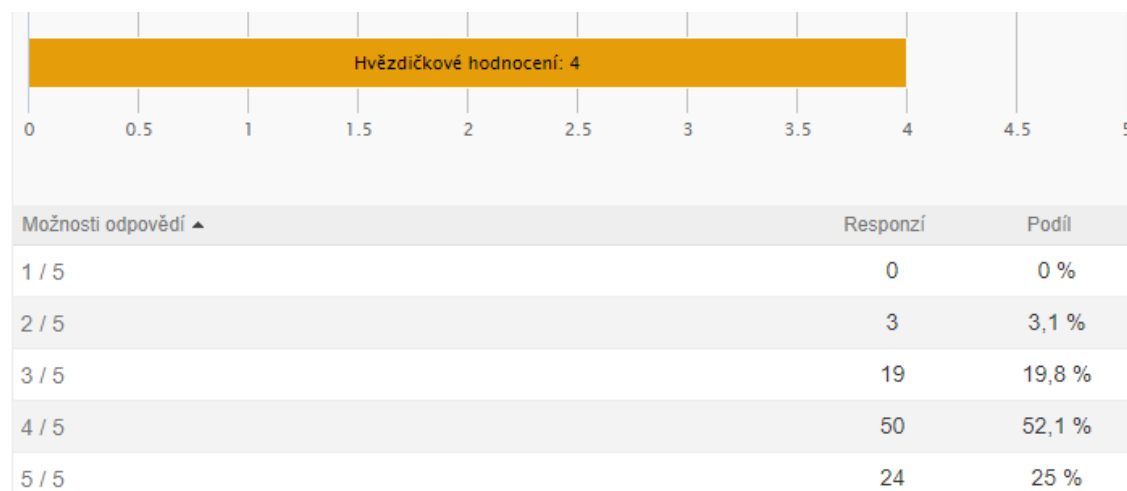 Hvězdičkové hodnocení: 4
0 0.5 1 1.5 2 2.5 3 3.5 4 4.5
Možnosti odpovědí ▲ Responzí Podíl
1 / 5 0 0 %
2 / 5 3 3,1 %
3 / 5 19 19,8 %
4 / 5 50 52,1 %
5 / 5 24 25 %